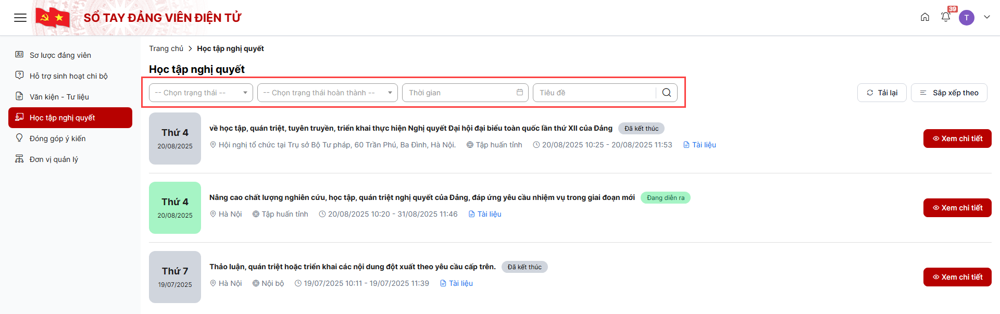 SỔ TAY ĐẢNG VIÊN ĐIỆN TỬ
39
T
Sơ lược đảng viên
Hỗ trợ sinh hoạt chi bộ
Văn kiện - Tư liệu
Học tập nghị quyết
Đóng góp ý kiến
Đơn vị quản lý
Trang chủ > Học tập nghị quyết
Học tập nghị quyết
-- Chọn trạng thái -- -- Chọn trạng thái hoàn thành -- Thời gian Tiêu đề Tải lại Sắp xếp theo
Thứ 4
20/08/2025
về học tập, quán triệt, tuyên truyền, triển khai thực hiện Nghị quyết Đại hội đại biểu toàn quốc lần thứ XII của Đảng Đã kết thúc
Hội nghị tổ chức tại Trụ sở Bộ Tư pháp, 60 Trần Phú, Ba Đình, Hà Nội. Tập huấn tỉnh 20/08/2025 10:25 - 20/08/2025 11:53 Tài liệu
Xem chi tiết
Thứ 4
20/08/2025
Nâng cao chất lượng nghiên cứu, học tập, quán triệt nghị quyết của Đảng, đáp ứng yêu cầu nhiệm vụ trong giai đoạn mới Đang diễn ra
Hà Nội Tập huấn tỉnh 20/08/2025 10:20 - 31/08/2025 11:46 Tài liệu
Xem chi tiết
Thứ 7
19/07/2025
Thảo luận, quán triệt hoặc triển khai các nội dung đột xuất theo yêu cầu cấp trên. Đã kết thúc
Hà Nội Nội bộ 19/07/2025 10:11 - 19/07/2025 11:39 Tài liệu
Xem chi tiết